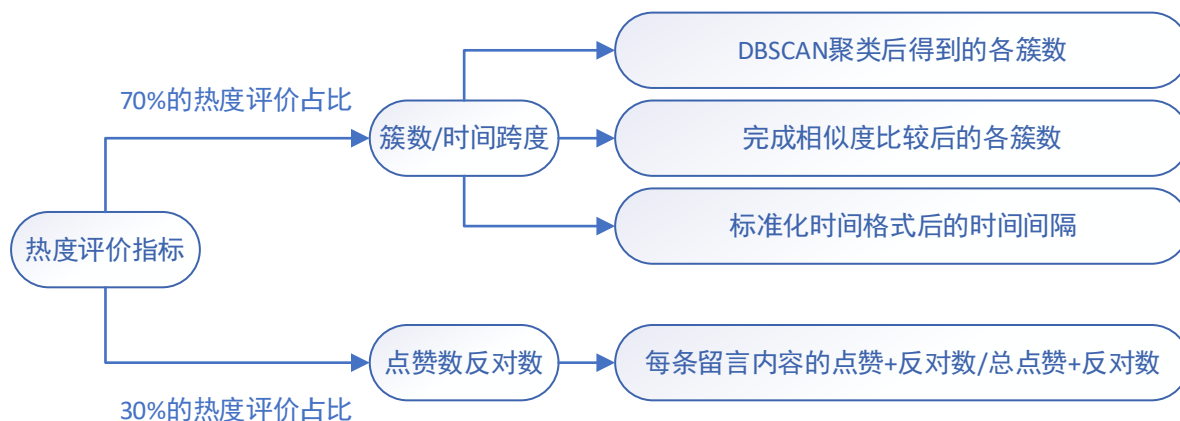 DBSCAN聚类后得到的各簇数
70%的热度评价占比
簇数/时间跨度
完成相似度比较后的各簇数
标准化时间格式后的时间间隔
热度评价指标
点赞数反对数
每条留言内容的点赞+反对数/总点赞+反对数
30%的热度评价占比